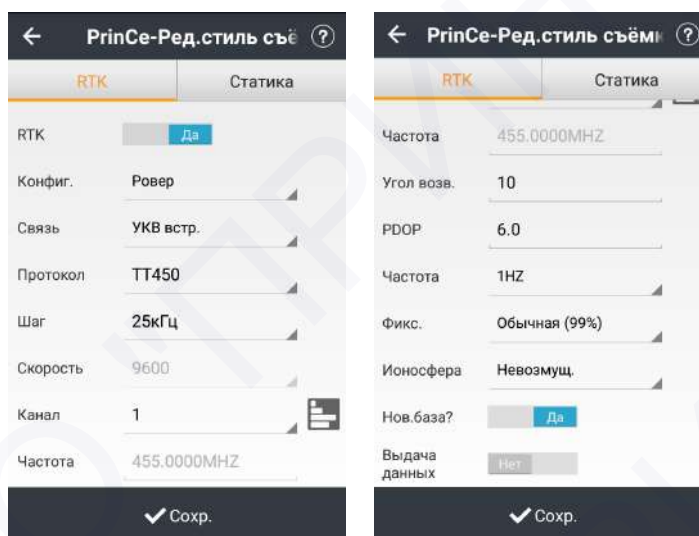 PrinCe-Ред.стиль съё
RTK Статика
RTK Да
Конфиг. Ровер
Связь УКВ встр.
Протокол TT450
Шаг 25кГц
Скорость 9600
Канал 1
Частота 455.0000MHZ
Сохр.
PrinCe-Ред.стиль съём
RTK Статика
Частота 455.0000MHZ
Угол возв. 10
PDOP 6.0
Частота 1HZ
Фикс. Обычная (99%)
Ионосфера Невозмущ.
Нов.база? Да
Выдача
данных Нет
Сохр.